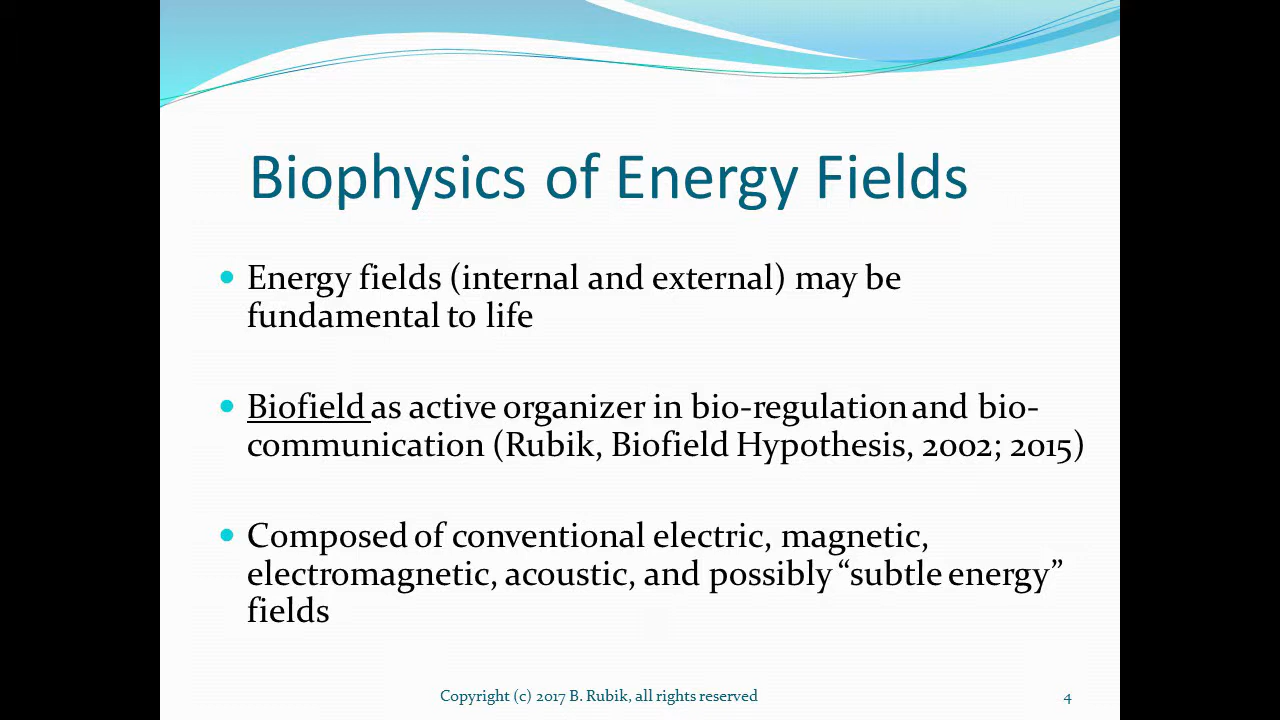 Biophysics of Energy Fields
• Energy fields (internal and external) may be
fundamental to life
• Biofield as active organizer in bio-regulation and bio-
communication (Rubik, Biofield Hypothesis, 2002; 2015)
• Composed of conventional electric, magnetic,
electromagnetic, acoustic, and possibly “subtle energy”
fields
Copyright (c) 2017 B. Rubik, all rights reserved
4